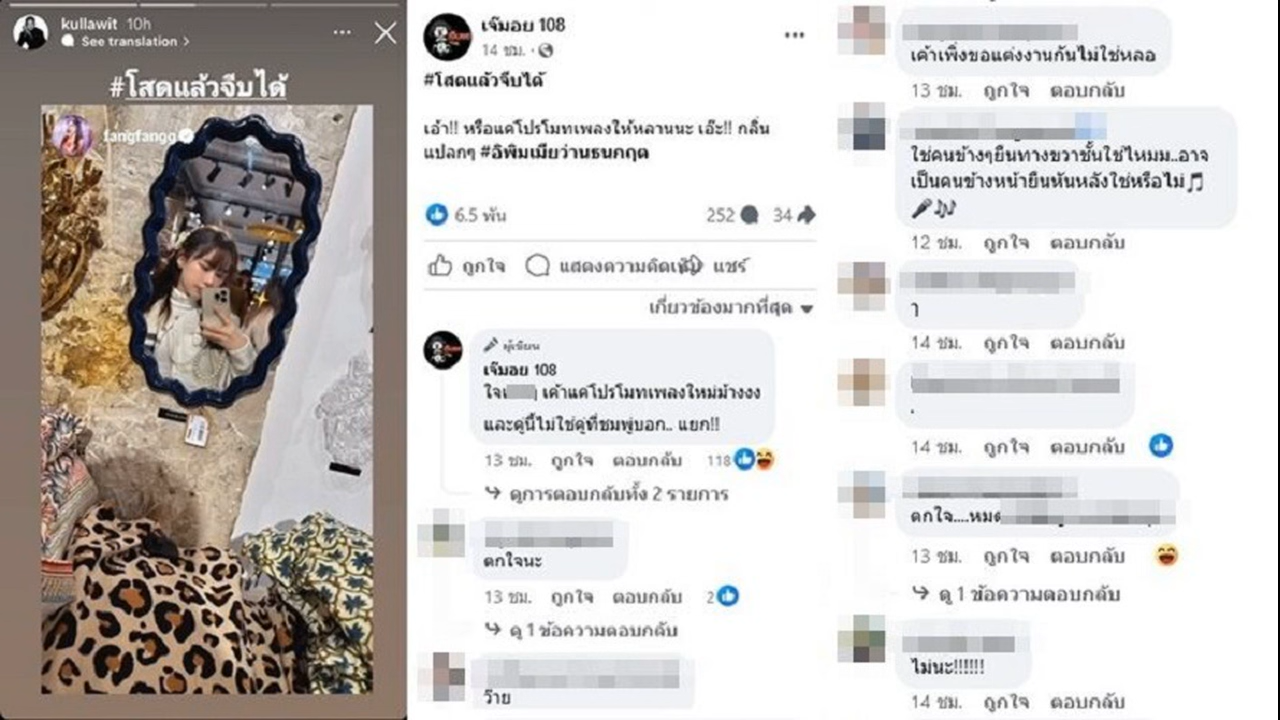 kullawit 10h
See translation >
#โสดแล้วจีบได้
fangfango
เจ๊มอย 108
14 ชม.
#โสดแล้วจีบได้
เอ๋า!! หรือแค่โปรโมทเพลงให้หลานนะ เอ๊ะ!! กลิ่น
แปลกๆ #อิพิมเมียว่านธนกฤต
6.5 พัน
252
34
ถูกใจ
แสดงความคิดเห็น
แชร์
เกี่ยวข้องมากที่สุด
ผู้เขียน
เจ๊มอย 108
ใจ เค้าแค่โปรโมทเพลงใหม่ม้างงง
และคู่นี้ไม่ใช่คู่ที่ชมพู่บอก.. แยก!!
13 ชม. ถูกใจ ตอบกลับ 118
ดูการตอบกลับทั้ง 2 รายการ
ตกใจนะ
13 ชม. ถูกใจ ตอบกลับ 2
ดู 1 ข้อความตอบกลับ
ว๊าย
เค้าเพิ่งขอแต่งงานกันไม่ใช่หลอ
13 ชม. ถูกใจ ตอบกลับ
ใช่คนข้างๆยืนทางขวาชั้นใช่ไหมม..อาจ
เป็นคนข้างหน้ายืนหันหลังใช่หรือไม่🎵
🎤🎶
12 ชม. ถูกใจ ตอบกลับ
า
14 ชม. ถูกใจ ตอบกลับ
.
14 ชม. ถูกใจ ตอบกลับ
ตกใจ....หมด
13 ชม. ถูกใจ ตอบกลับ
ดู 1 ข้อความตอบกลับ
ไม่นะ!!!!!!
14 ชม. ถูกใจ ตอบกลับ